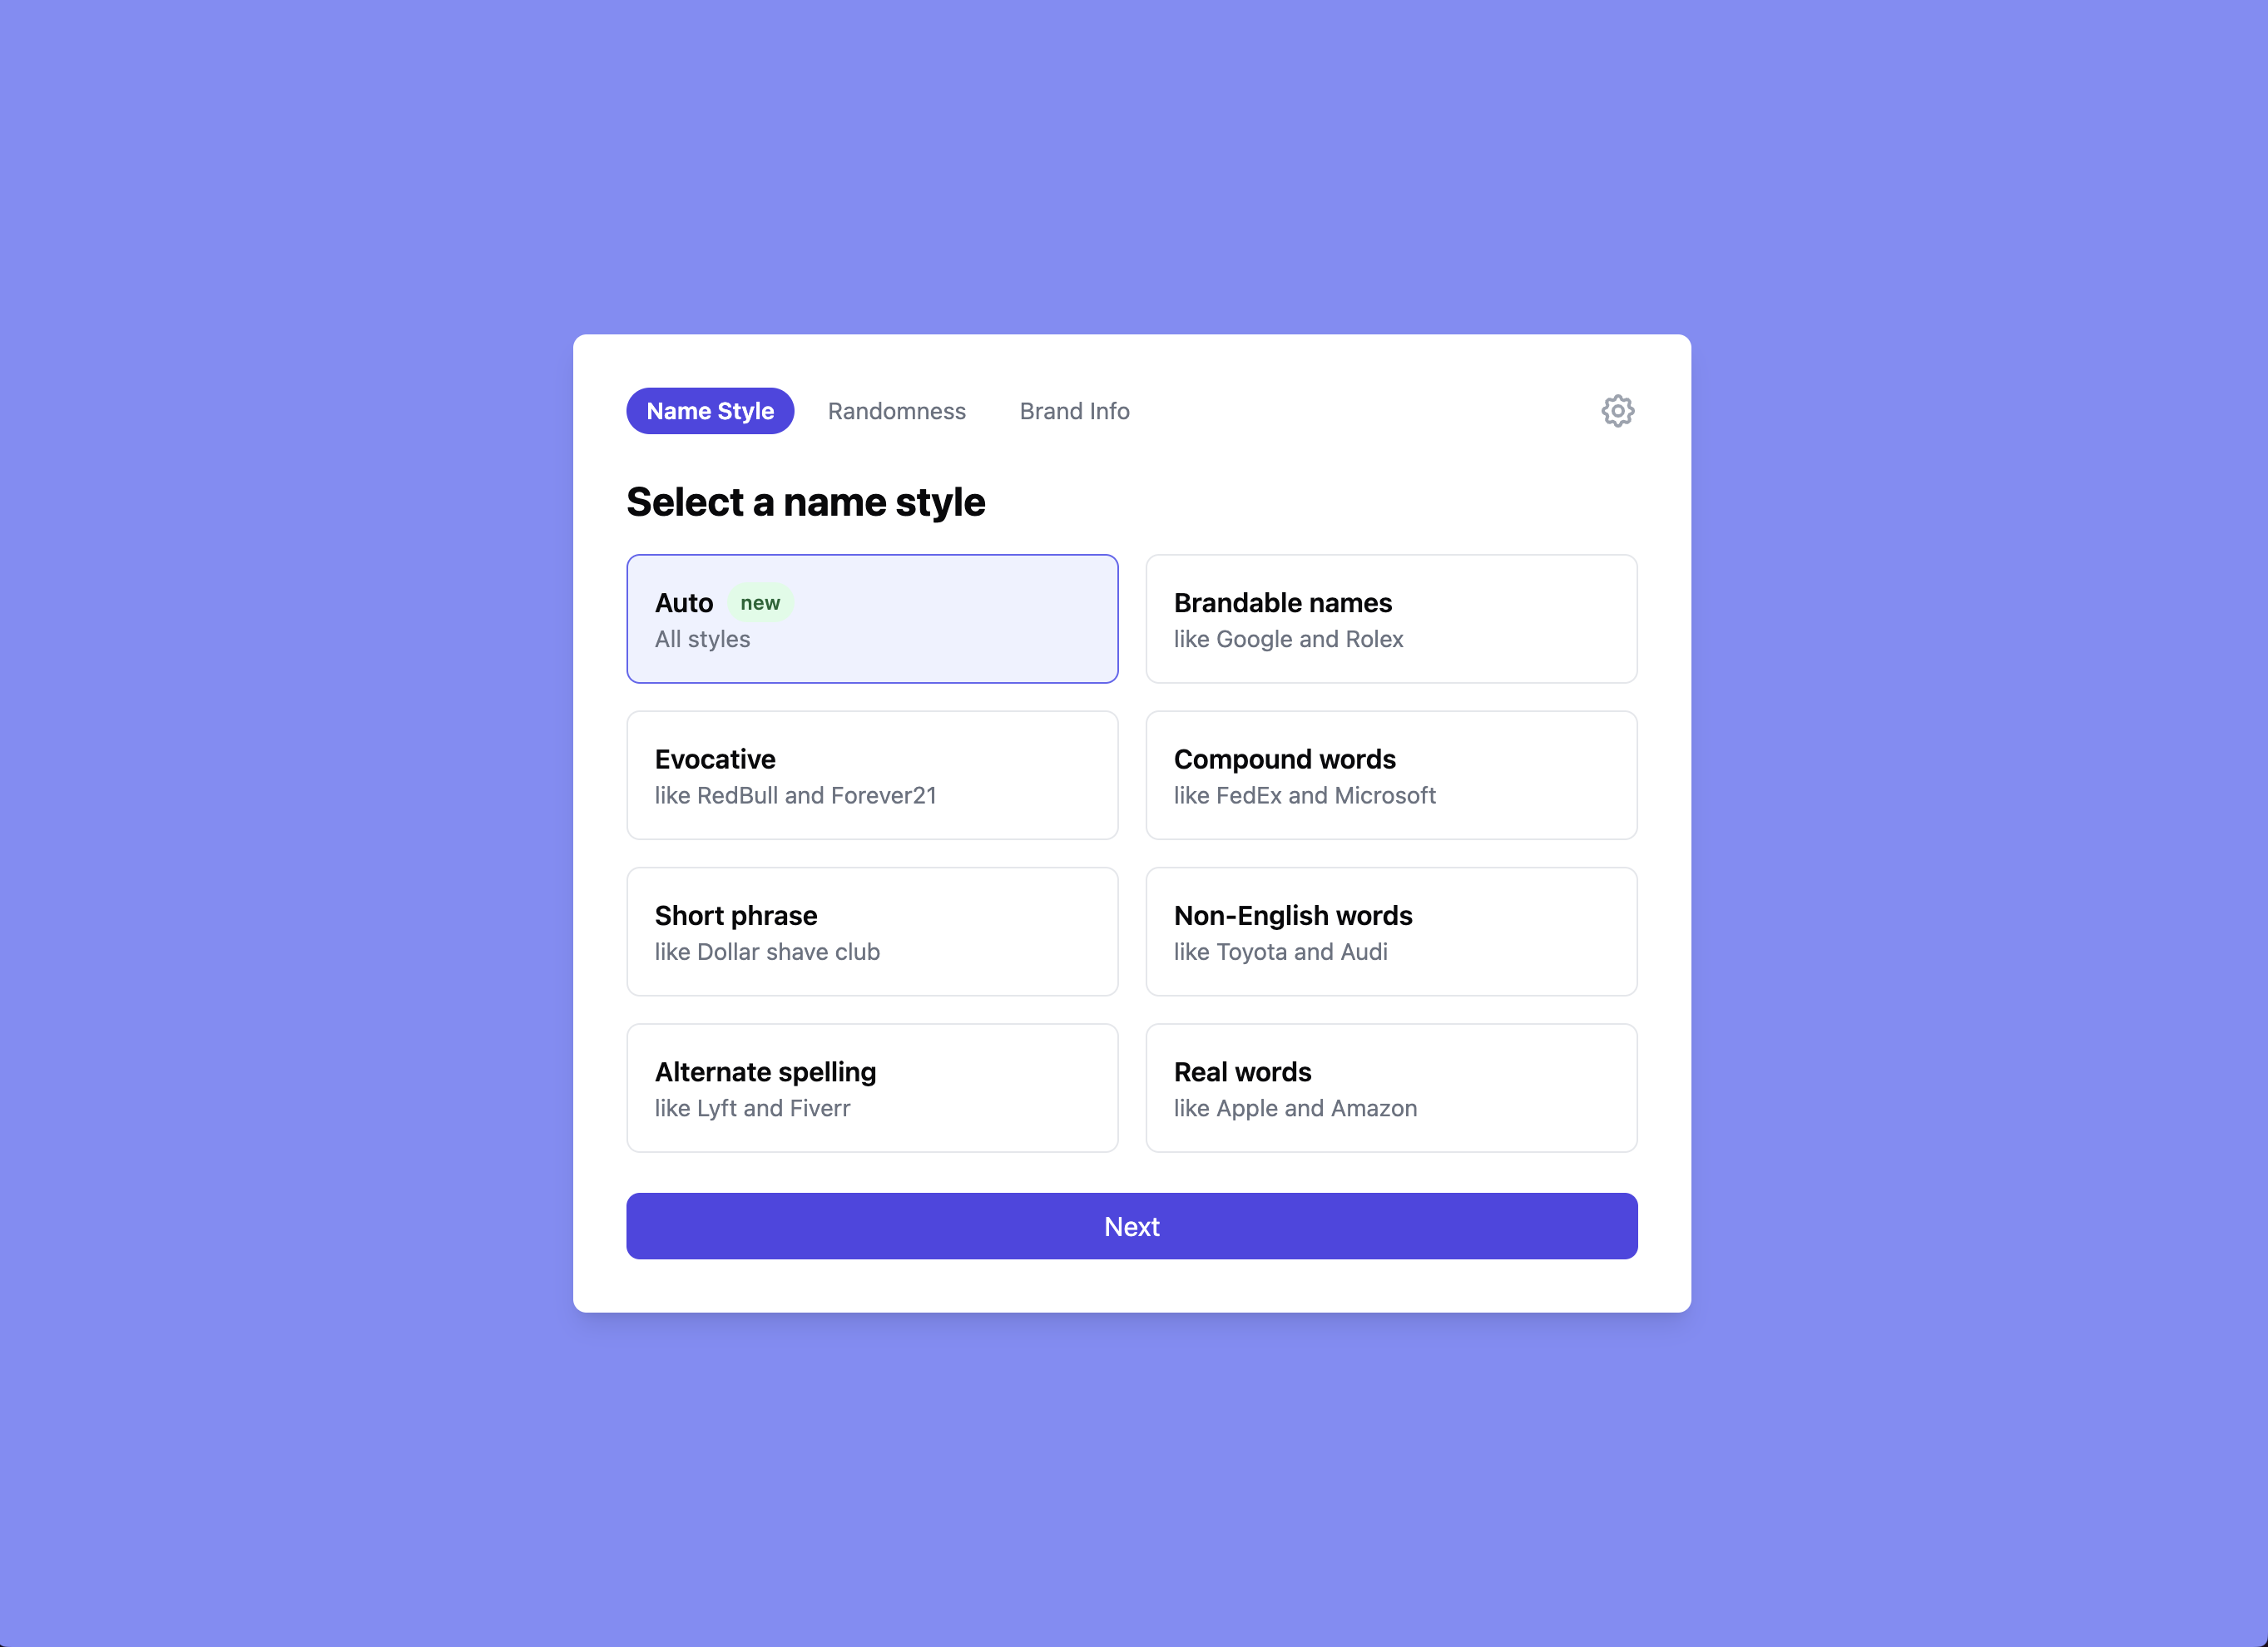 Name Style
Randomness
Brand Info
Select a name style
Auto new
All styles
Brandable names
like Google and Rolex
Evocative
like RedBull and Forever21
Compound words
like FedEx and Microsoft
Short phrase
like Dollar shave club
Non-English words
like Toyota and Audi
Alternate spelling
like Lyft and Fiverr
Real words
like Apple and Amazon
Next